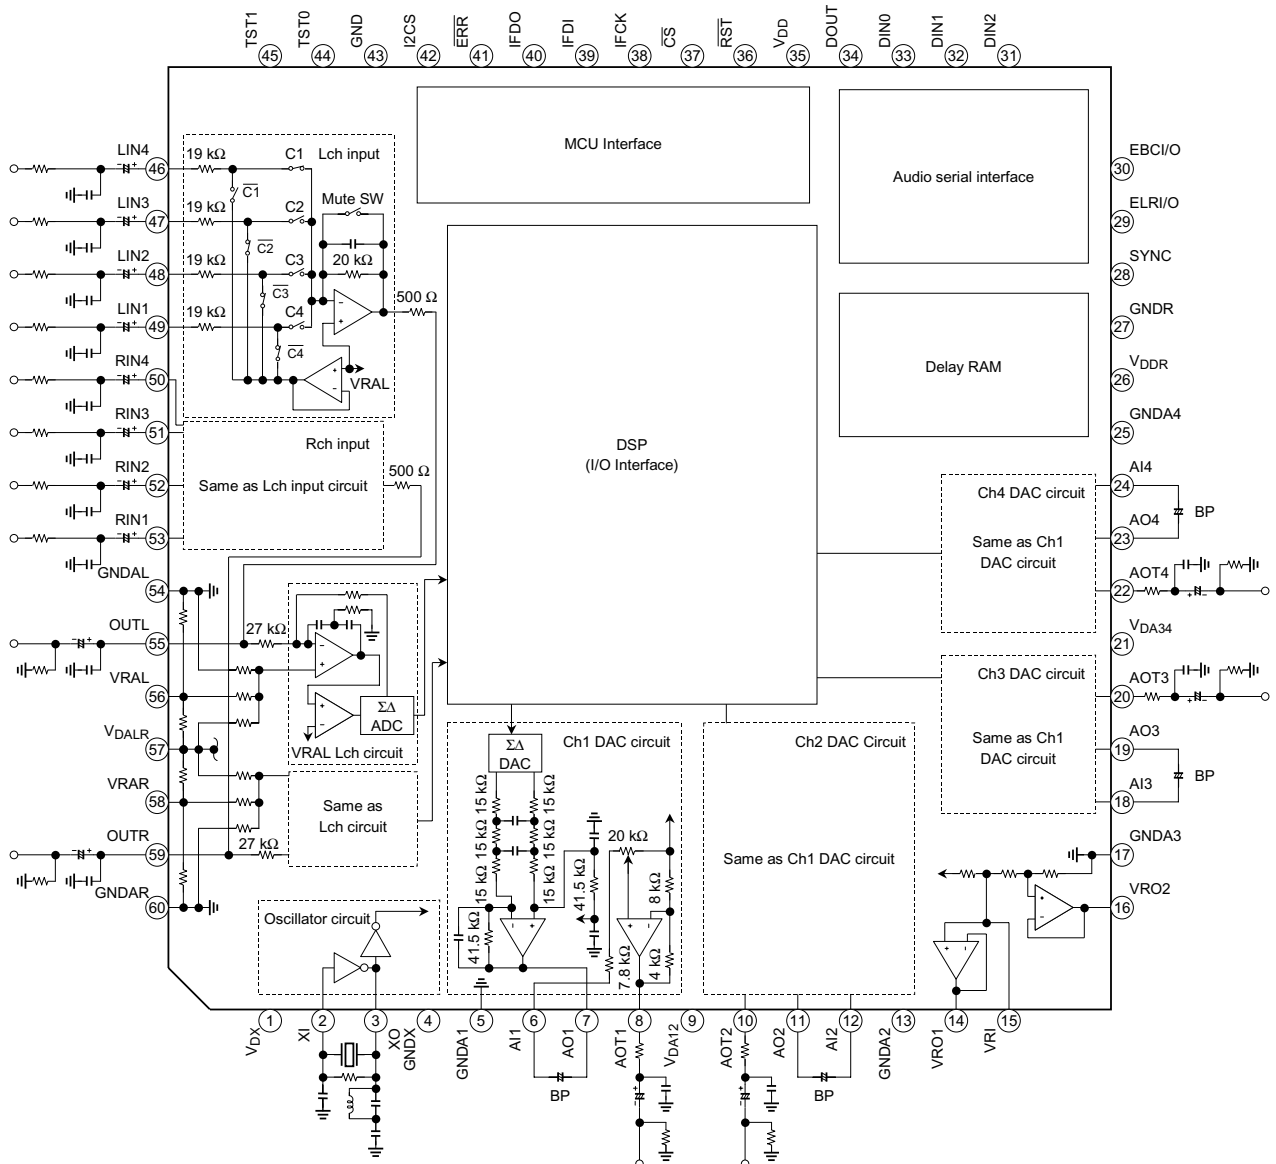 TST1
TST0
GND
I2CS
ERR
IFDO
IFDI
IFCK
CS
RST
VDD
DOUT
DIN0
DIN1
DIN2
45
44
43
42
41
40
39
38
37
36
35
34
33
32
31
MCU Interface
Audio serial interface
LIN4
46
19 kΩ
C1
Lch input
C1
Mute SW
LIN3
47
19 kΩ
C2
C2
LIN2
48
19 kΩ
C3
20 kΩ
C3
500 Ω
LIN1
49
19 kΩ
C4
C4
VRAL
RIN4
50
RIN3
51
Rch input
RIN2
52
Same as Lch input circuit
500 Ω
RIN1
53
EBCI/O
30
ELRI/O
29
SYNC
28
GNDR
27
VDDR
26
GNDA4
25
Delay RAM
DSP
(I/O Interface)
AI4
24
BP
AO4
23
Ch4 DAC circuit
Same as Ch1
DAC circuit
AOT4
22
VDA34
21
AOT3
20
Ch3 DAC circuit
Same as Ch1
DAC circuit
AO3
19
BP
AI3
18
GNDA3
17
VRO2
16
GNDAL
54
OUTL
55
27 kΩ
VRAL
56
ΣΔ
ADC
VRAL Lch circuit
VDALR
57
VRAR
58
Same as
Lch circuit
OUTR
59
27 kΩ
GNDAR
60
Ch1 DAC circuit
ΣΔ
DAC
15 kΩ
15 kΩ
15 kΩ
15 kΩ
15 kΩ
15 kΩ
20 kΩ
41.5 kΩ
8 kΩ
41.5 kΩ
7.8 kΩ
4 kΩ
Ch2 DAC Circuit
Same as Ch1 DAC circuit
Oscillator circuit
1
2
3
4
5
6
7
8
9
10
11
12
13
14
15
VDX
XI
XO
GNDX
GNDA1
AI1
AO1
AOT1
VDA12
AOT2
AO2
AI2
GNDA2
VRO1
VRI
BP
BP